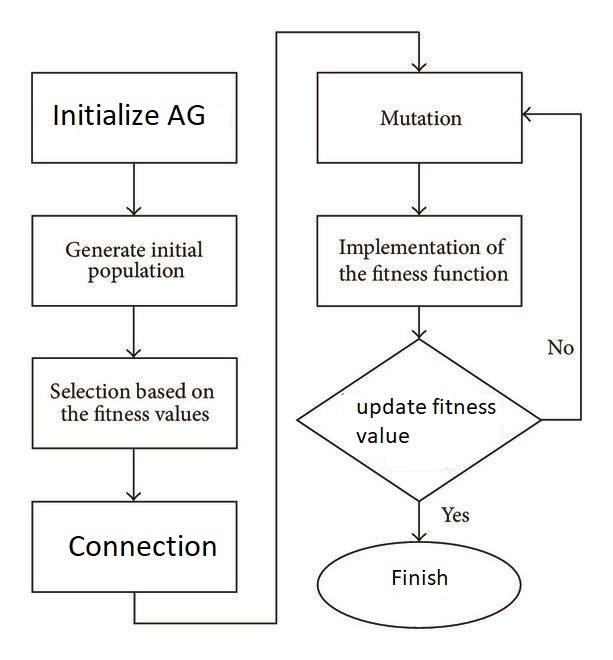 Initialize AG
Generate initial
population
Selection based on
the fitness values
Connection
Mutation
Implementation of
the fitness function
update fitness
value
No
Yes
Finish